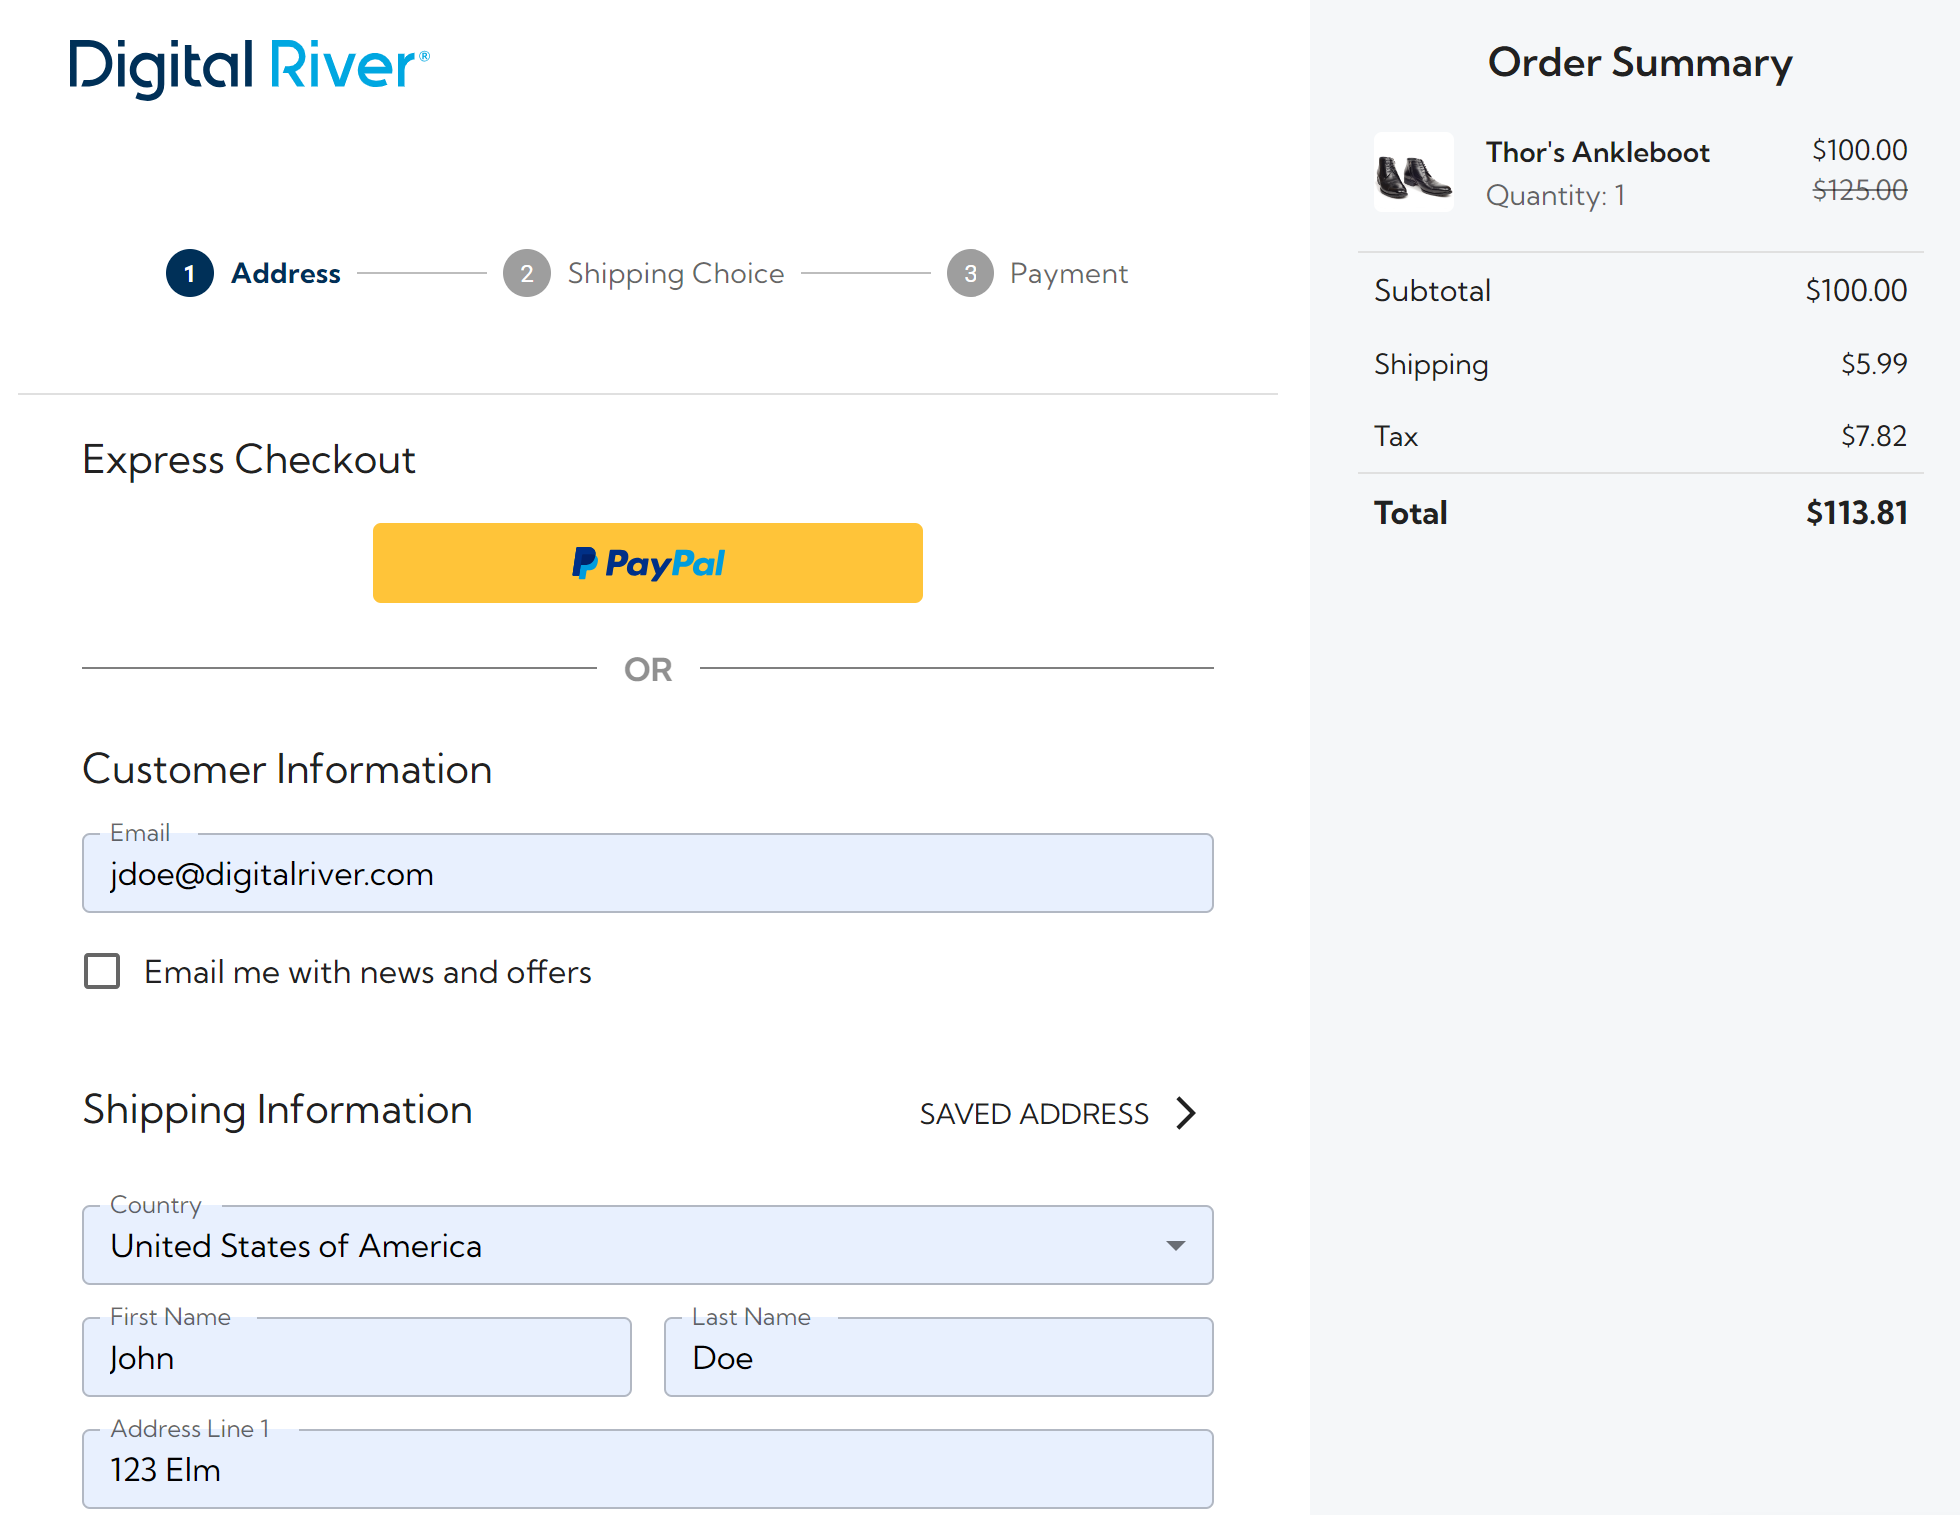 Digital River®
1 Address 2 Shipping Choice 3 Payment
Express Checkout
PayPal
OR
Customer Information
Email
jdoe@digitalriver.com
Email me with news and offers
Shipping Information SAVED ADDRESS
Country
United States of America
First Name Last Name
John Doe
Address Line 1
123 Elm
Order Summary
Thor's Ankleboot $100.00
Quantity: 1 $125.00
Subtotal $100.00
Shipping $5.99
Tax $7.82
Total $113.81